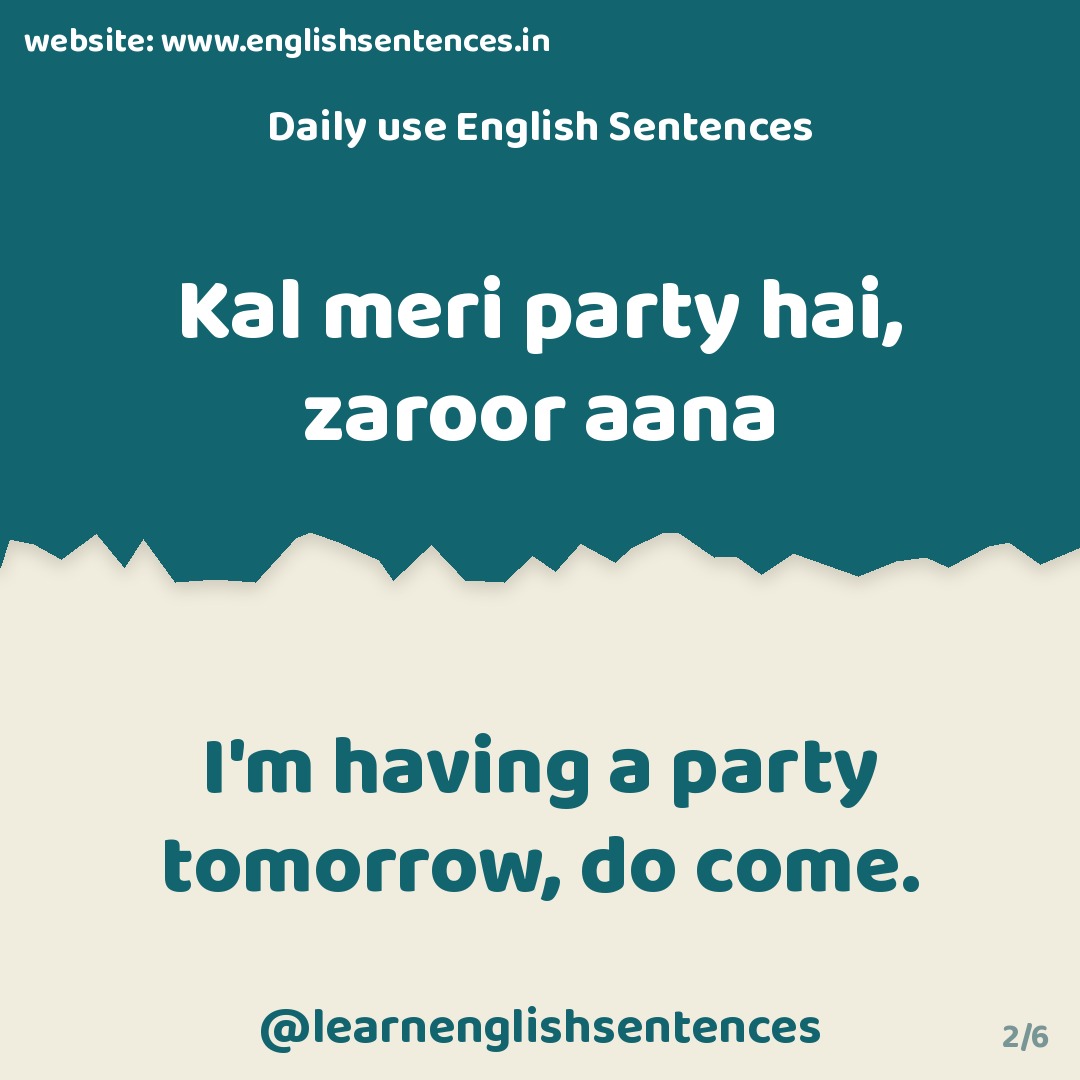 website: www.englishsentences.in
Daily use English Sentences
Kal meri party hai,
zaroor aana
I'm having a party
tomorrow, do come.
@learnenglishsentences
2/6